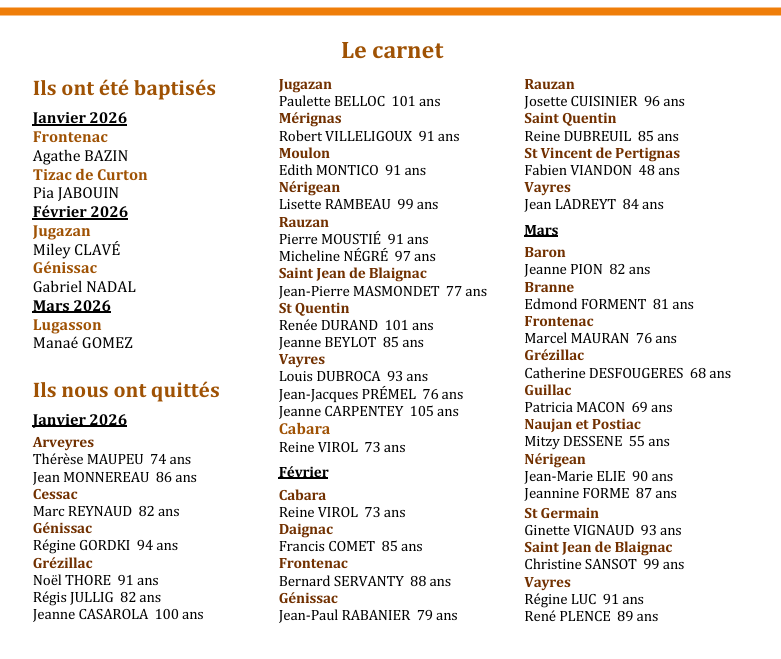 Le carnet
Ils ont été baptisés
Janvier 2026
Frontenac
Agathe BAZIN
Tizac de Curton
Pia JABOUIN
Février 2026
Jugazan
Miley CLAVÉ
Génissac
Gabriel NADAL
Mars 2026
Lugasson
Manaé GOMEZ
Ils nous ont quittés
Janvier 2026
Arveyres
Thérèse MAUPEU 74 ans
Jean MONNEREAU 86 ans
Cessac
Marc REYNAUD 82 ans
Génissac
Régine GORDKI 94 ans
Grézillac
Noël THORE 91 ans
Régis JULLIG 82 ans
Jeanne CASAROLA 100 ans
Jugazan
Paulette BELLOC 101 ans
Mérignas
Robert VILLELIGOUX 91 ans
Moulon
Edith MONTICO 91 ans
Nérigean
Lisette RAMBEAU 99 ans
Rauzan
Pierre MOUSTIÉ 91 ans
Micheline NÉGRÉ 97 ans
Saint Jean de Blaignac
Jean-Pierre MASMONDET 77 ans
St Quentin
Renée DURAND 101 ans
Jeanne BEYLOT 85 ans
Vayres
Louis DUBROCA 93 ans
Jean-Jacques PRÉMEL 76 ans
Jeanne CARPENTEY 105 ans
Cabara
Reine VIROL 73 ans
Février
Cabara
Reine VIROL 73 ans
Daignac
Francis COMET 85 ans
Frontenac
Bernard SERVANTY 88 ans
Génissac
Jean-Paul RABANIER 79 ans
Rauzan
Josette CUISINIER 96 ans
Saint Quentin
Reine DUBREUIL 85 ans
St Vincent de Pertignas
Fabien VIANDON 48 ans
Vayres
Jean LADREYT 84 ans
Mars
Baron
Jeanne PION 82 ans
Branne
Edmond FORMENT 81 ans
Frontenac
Marcel MAURAN 76 ans
Grézillac
Catherine DESFOUGERES 68 ans
Guillac
Patricia MACON 69 ans
Naujan et Postiac
Mitzy DESSENE 55 ans
Nérigean
Jean-Marie ELIE 90 ans
Jeannine FORME 87 ans
St Germain
Ginette VIGNAUD 93 ans
Saint Jean de Blaignac
Christine SANSOT 99 ans
Vayres
Régine LUC 91 ans
René PLENCE 89 ans